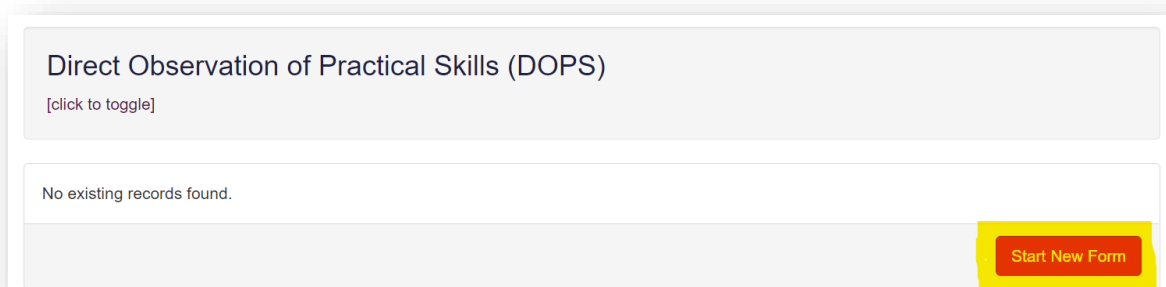 Direct Observation of Practical Skills (DOPS)
[click to toggle]
No existing records found.
Start New Form